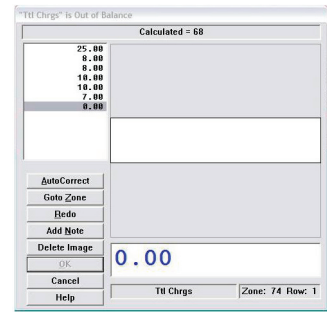 "Ttl Chrgs" is Out of Balance
Calculated = 68
25.00
8.00
8.00
10.00
10.00
7.00
0.00
AutoCorrect
Goto Zone
Redo
Add Note
Delete Image
OK
Cancel
Help
0.00
Ttl Chrgs
Zone: 74 Row: 1